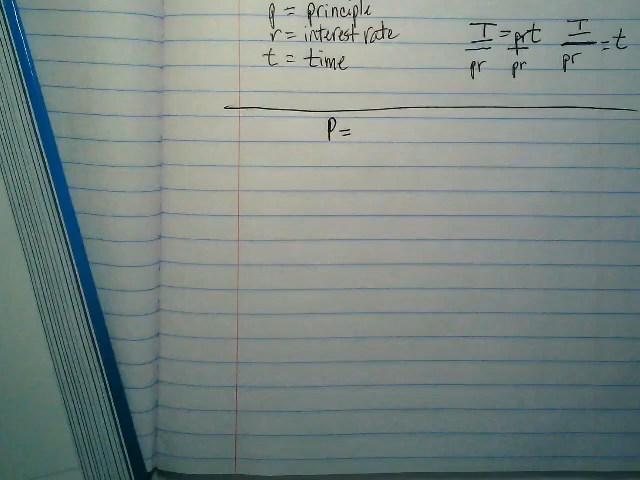 p = principle
r = interest rate
t = time
I = prt
pr pr
I = t
pr
P =